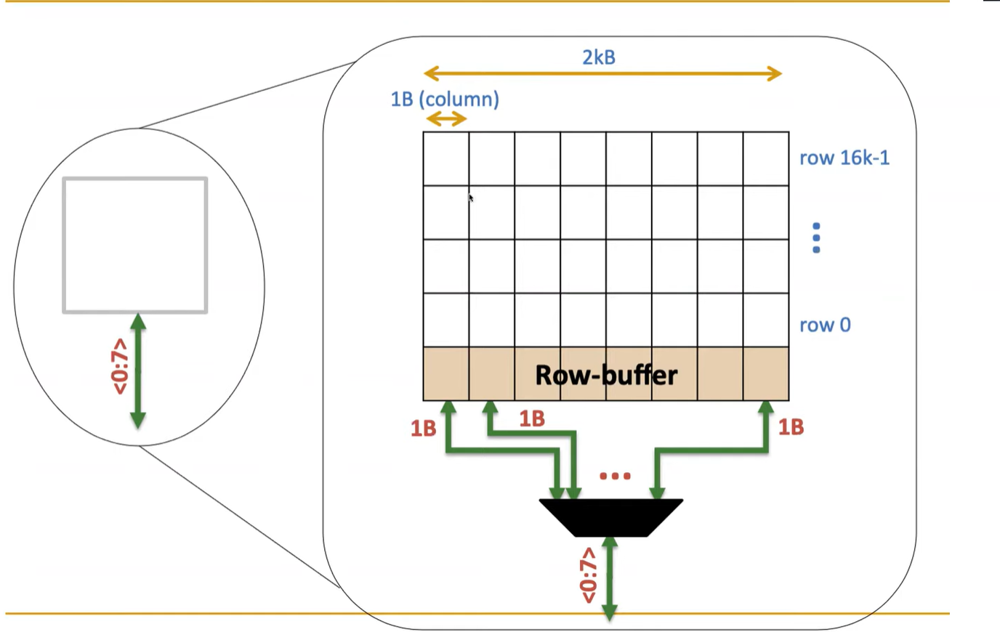 2kB
1B (column)
row 16k-1
row 0
Row-buffer
<0:7>
1B
1B
1B
<0:7>